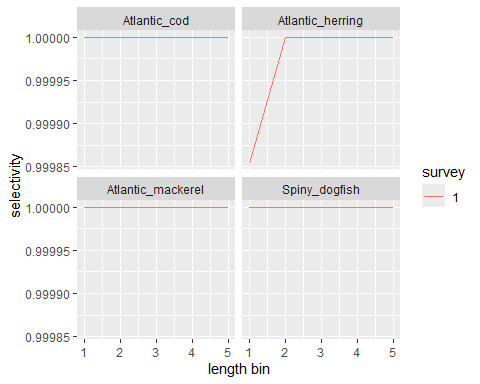 Atlantic_cod
Atlantic_herring
1.00000
0.99995
0.99990
0.99985
Atlantic_mackerel
Spiny_dogfish
1.00000
0.99995
0.99990
0.99985
selectivity
1 2 3 4 5
1 2 3 4 5
length bin
survey
1